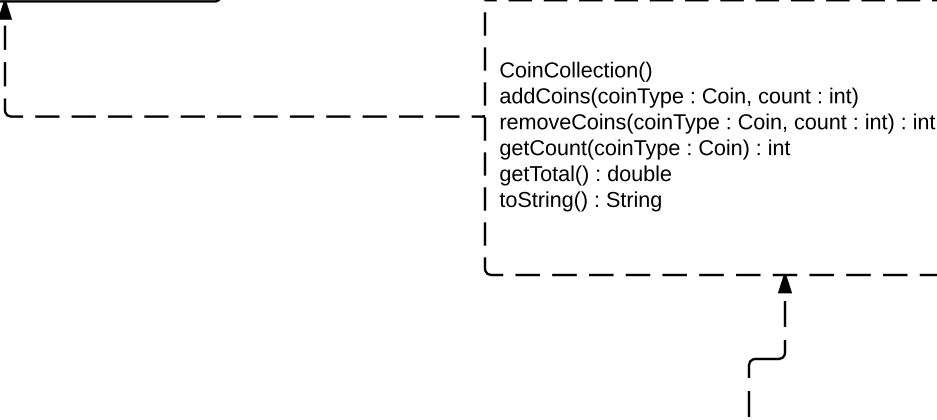 CoinCollection()
addCoins(coinType : Coin, count : int)
removeCoins(coinType : Coin, count : int) : int
getCount(coinType : Coin) : int
getTotal() : double
toString() : String